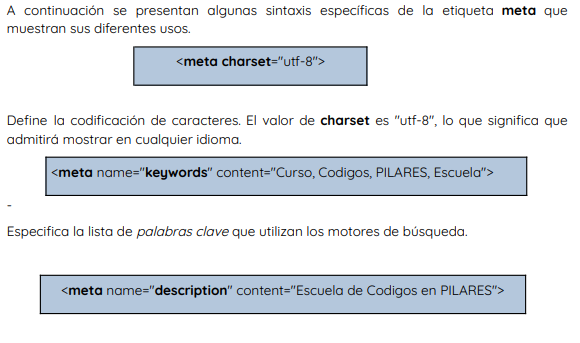 A continuación se presentan algunas sintaxis específicas de la etiqueta meta que
muestran sus diferentes usos.
<meta charset="utf-8">
Define la codificación de caracteres. El valor de charset es "utf-8", lo que significa que
admitirá mostrar en cualquier idioma.
<meta name="keywords" content="Curso, Codigos, PILARES, Escuela">
-
Especifica la lista de palabras clave que utilizan los motores de búsqueda.
<meta name="description" content="Escuela de Codigos en PILARES">